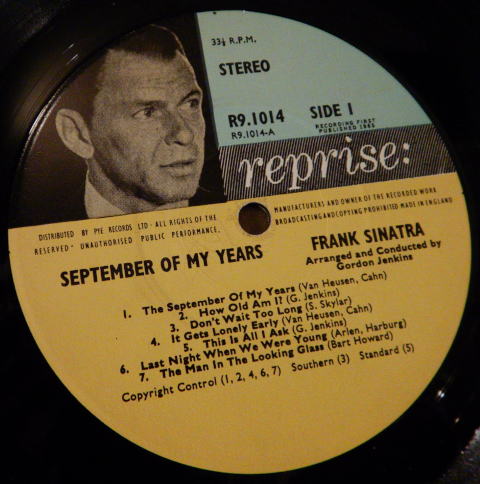 33⅓ R.P.M.
STEREO
R9.1014 SIDE 1
R9.1014-A RECORDING FIRST
PUBLISHED 1965
reprise:
DISTRIBUTED BY PYE RECORDS LTD · ALL RIGHTS OF THE
RESERVED · UNAUTHORISED PUBLIC PERFORMANCE,
MANUFACTURERS AND OWNER OF THE RECORDED WORK
BROADCASTING AND COPYING PROHIBITED MADE IN ENGLAND
SEPTEMBER OF MY YEARS
FRANK SINATRA
Arranged and Conducted by
Gordon Jenkins
1. The September Of My Years (Van Heusen, Cahn)
2. How Old Am I? (G. Jenkins)
3. Don't Wait Too Long (S. Skylar)
4. It Gets Lonely Early (Van Heusen, Cahn)
5. This Is All I Ask (G. Jenkins)
6. Last Night When We Were Young (Arlen, Harburg)
7. The Man In The Looking Glass (Bart Howard)
Copyright Control (1, 2, 4, 6, 7) Southern (3) Standard (5)